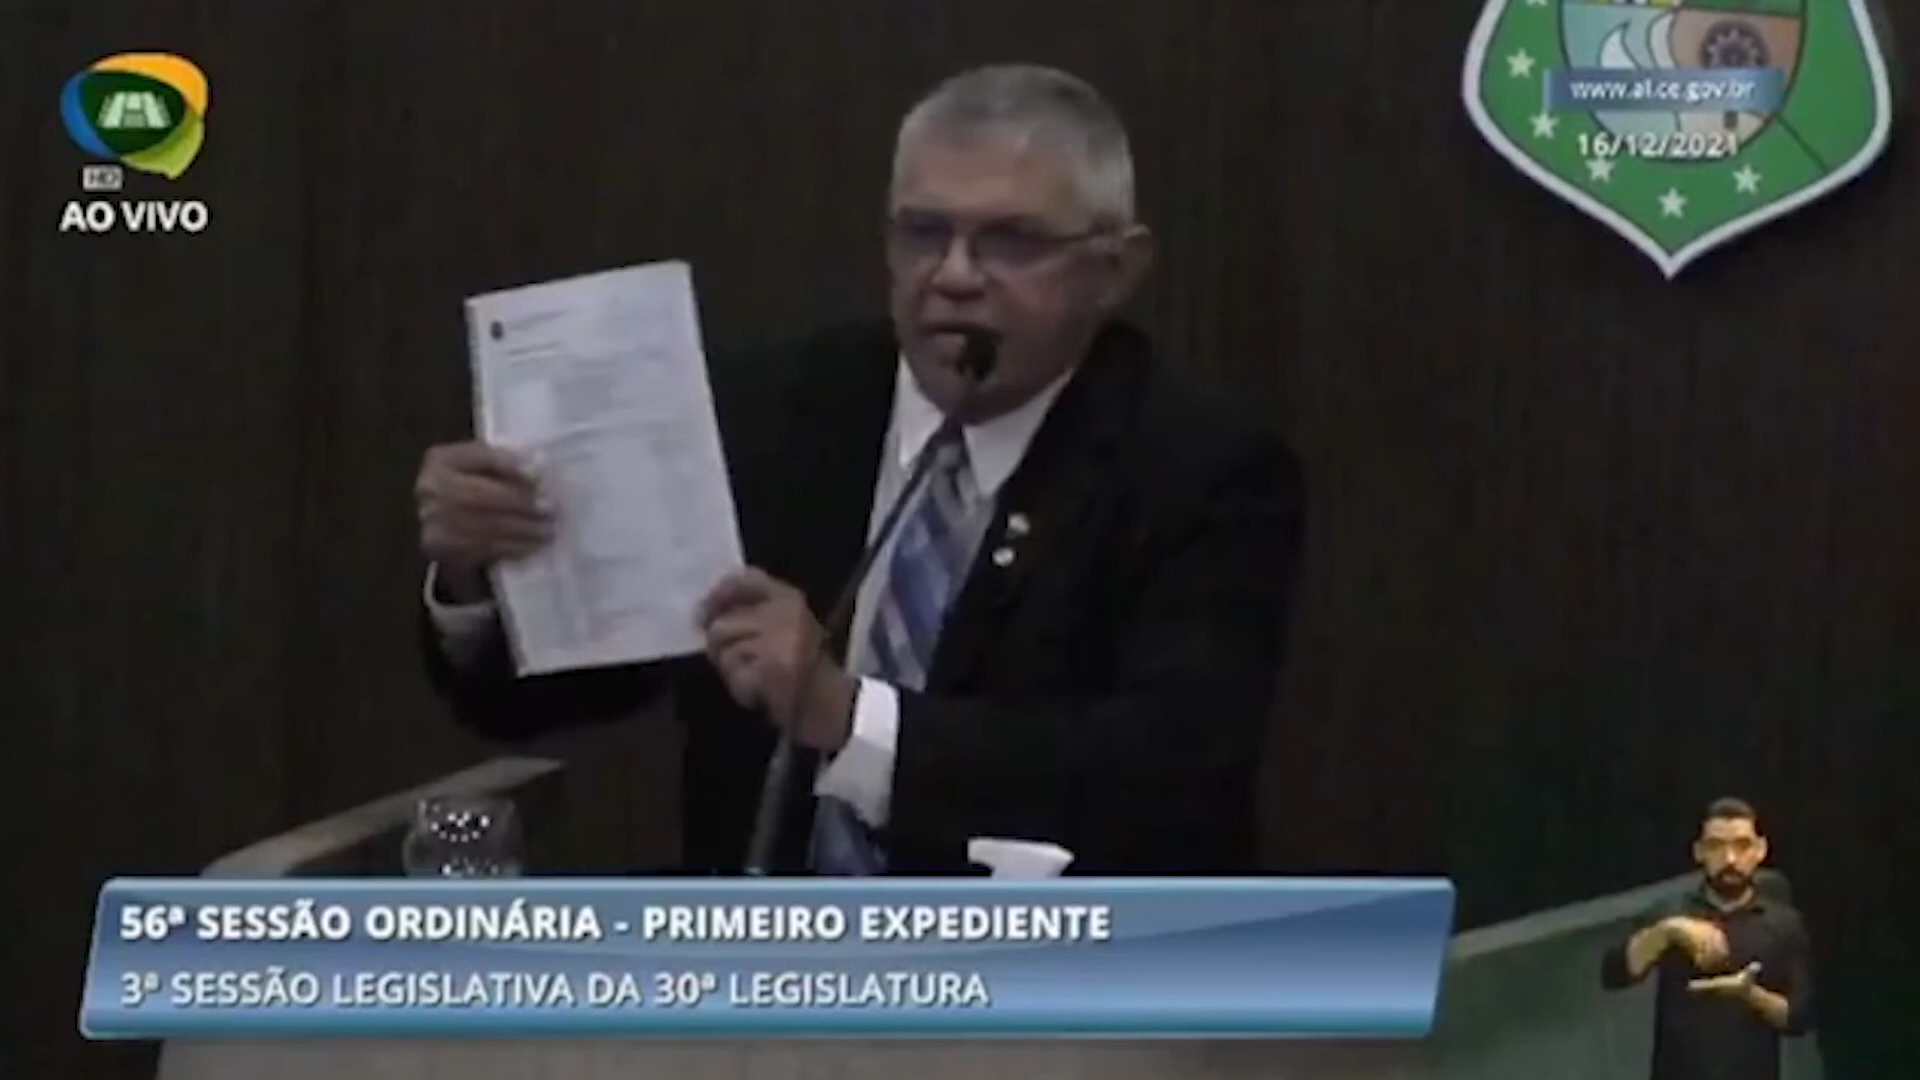 www.al.ce.gov.br
16/12/2021
HD
AO VIVO
56ª SESSÃO ORDINÁRIA - PRIMEIRO EXPEDIENTE
3ª SESSÃO LEGISLATIVA DA 30ª LEGISLATURA